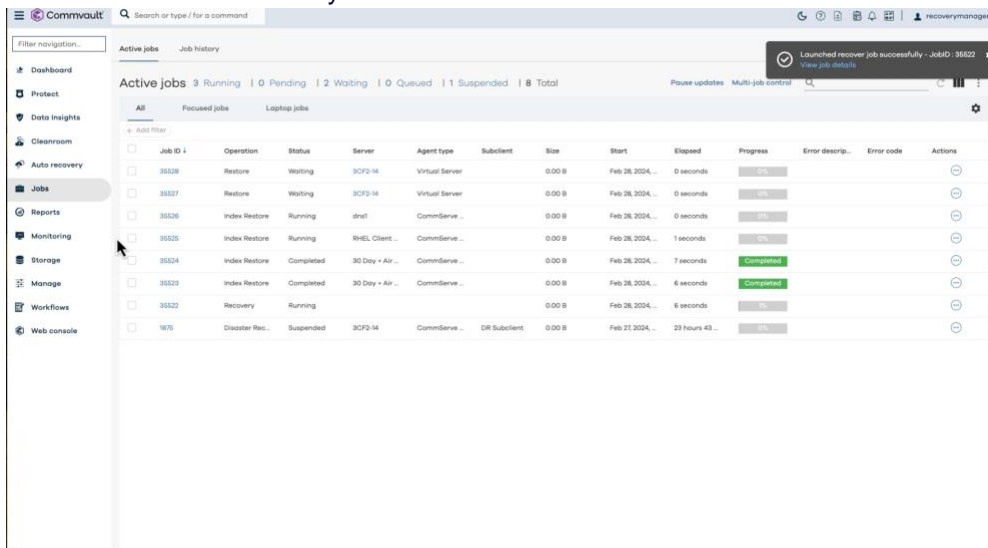 Commvault
Search or type / for a command
recoverymanager
Filter navigation...
Dashboard
Protect
Data Insights
Cleanroom
Auto recovery
Jobs
Reports
Monitoring
Storage
Manage
Workflows
Web console
Active jobs Job history
Launched recover job successfully - JobID : 35522
View job details
Active jobs 3 Running | 0 Pending | 2 Waiting | 0 Queued | 1 Suspended | 8 Total Pause updates Multi-job control
All Focused jobs Laptop jobs
+ Add filter
Job ID ↓ Operation Status Server Agent type Subclient Size Start Elapsed Progress Error descrip... Error code Actions
35528 Restore Waiting 3CF2-14 Virtual Server 0.00 B Feb 28, 2024, ... 0 seconds 0%
35527 Restore Waiting 3CF2-14 Virtual Server 0.00 B Feb 28, 2024, ... 0 seconds 0%
35526 Index Restore Running dns1 CommServe ... 0.00 B Feb 28, 2024, ... 0 seconds 0%
35525 Index Restore Running RHEL Client ... CommServe ... 0.00 B Feb 28, 2024, ... 1 seconds 0%
35524 Index Restore Completed 30 Day + Air ... CommServe ... 0.00 B Feb 28, 2024, ... 7 seconds Completed
35523 Index Restore Completed 30 Day + Air ... CommServe ... 0.00 B Feb 28, 2024, ... 6 seconds Completed
35522 Recovery Running 0.00 B Feb 28, 2024, ... 6 seconds 1%
1875 Disaster Rec... Suspended 3CF2-14 CommServe ... DR Subclient 0.00 B Feb 27, 2024, ... 23 hours 43 ... 0%